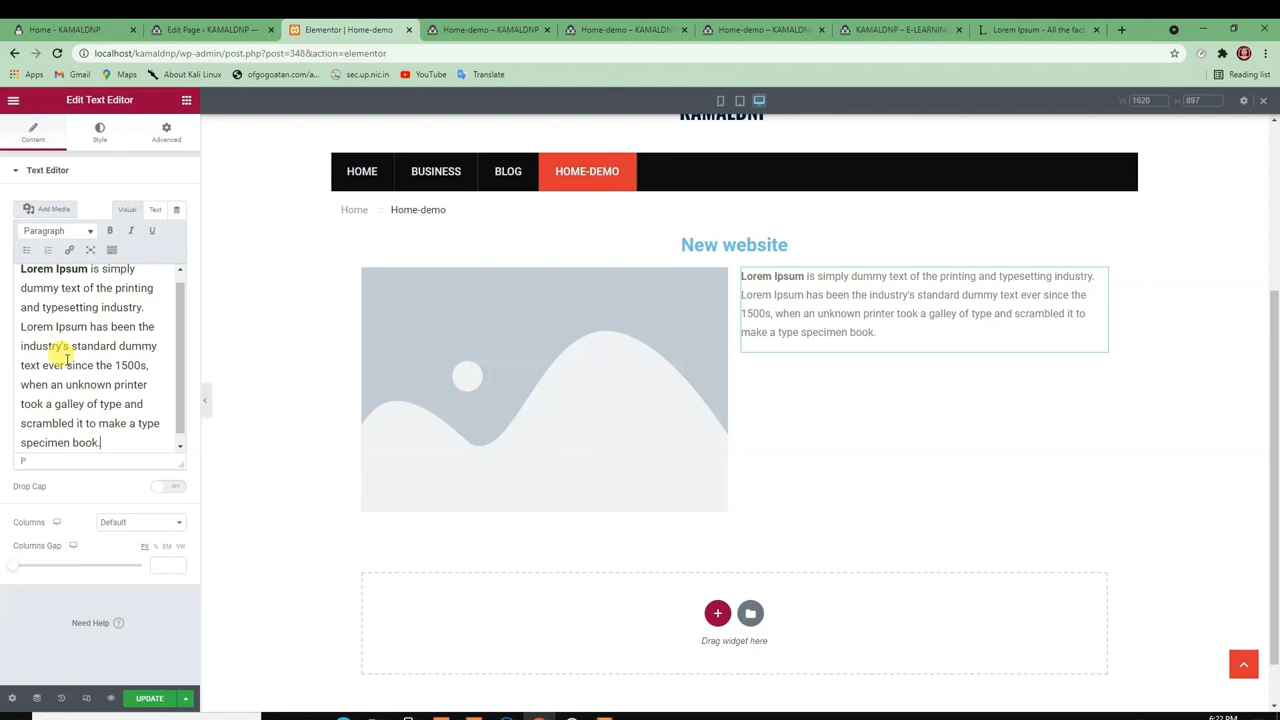 Home - KAMALDNP
Edit Page ‹ KAMALDNP —
Elementor | Home-demo
Home-demo – KAMALDNP
Home-demo – KAMALDNP
Home-demo – KAMALDNP
KAMALDNP – E-LEARNING
Lorem Ipsum - All the fact
localhost/kamaldnp/wp-admin/post.php?post=348&action=elementor
Apps
Gmail
Maps
About Kali Linux
ofgogoatan.com/a...
sec.up.nic.in
YouTube
Translate
Reading list
Edit Text Editor
W 1620
H 897
KAMALDNP
Content
Style
Advanced
Text Editor
HOME
BUSINESS
BLOG
HOME-DEMO
Add Media
Visual
Text
Home
Home-demo
Paragraph
B
I
U
New website
Lorem Ipsum is simply
dummy text of the printing
and typesetting industry.
Lorem Ipsum has been the
industry's standard dummy
text ever since the 1500s,
when an unknown printer
took a galley of type and
scrambled it to make a type
specimen book.
P
Lorem Ipsum is simply dummy text of the printing and typesetting industry.
Lorem Ipsum has been the industry's standard dummy text ever since the
1500s, when an unknown printer took a galley of type and scrambled it to
make a type specimen book.
Drop Cap
OFF
Columns
Default
Columns Gap
PX
%
EM
VW
Need Help
?
Drag widget here
UPDATE
6:22 PM